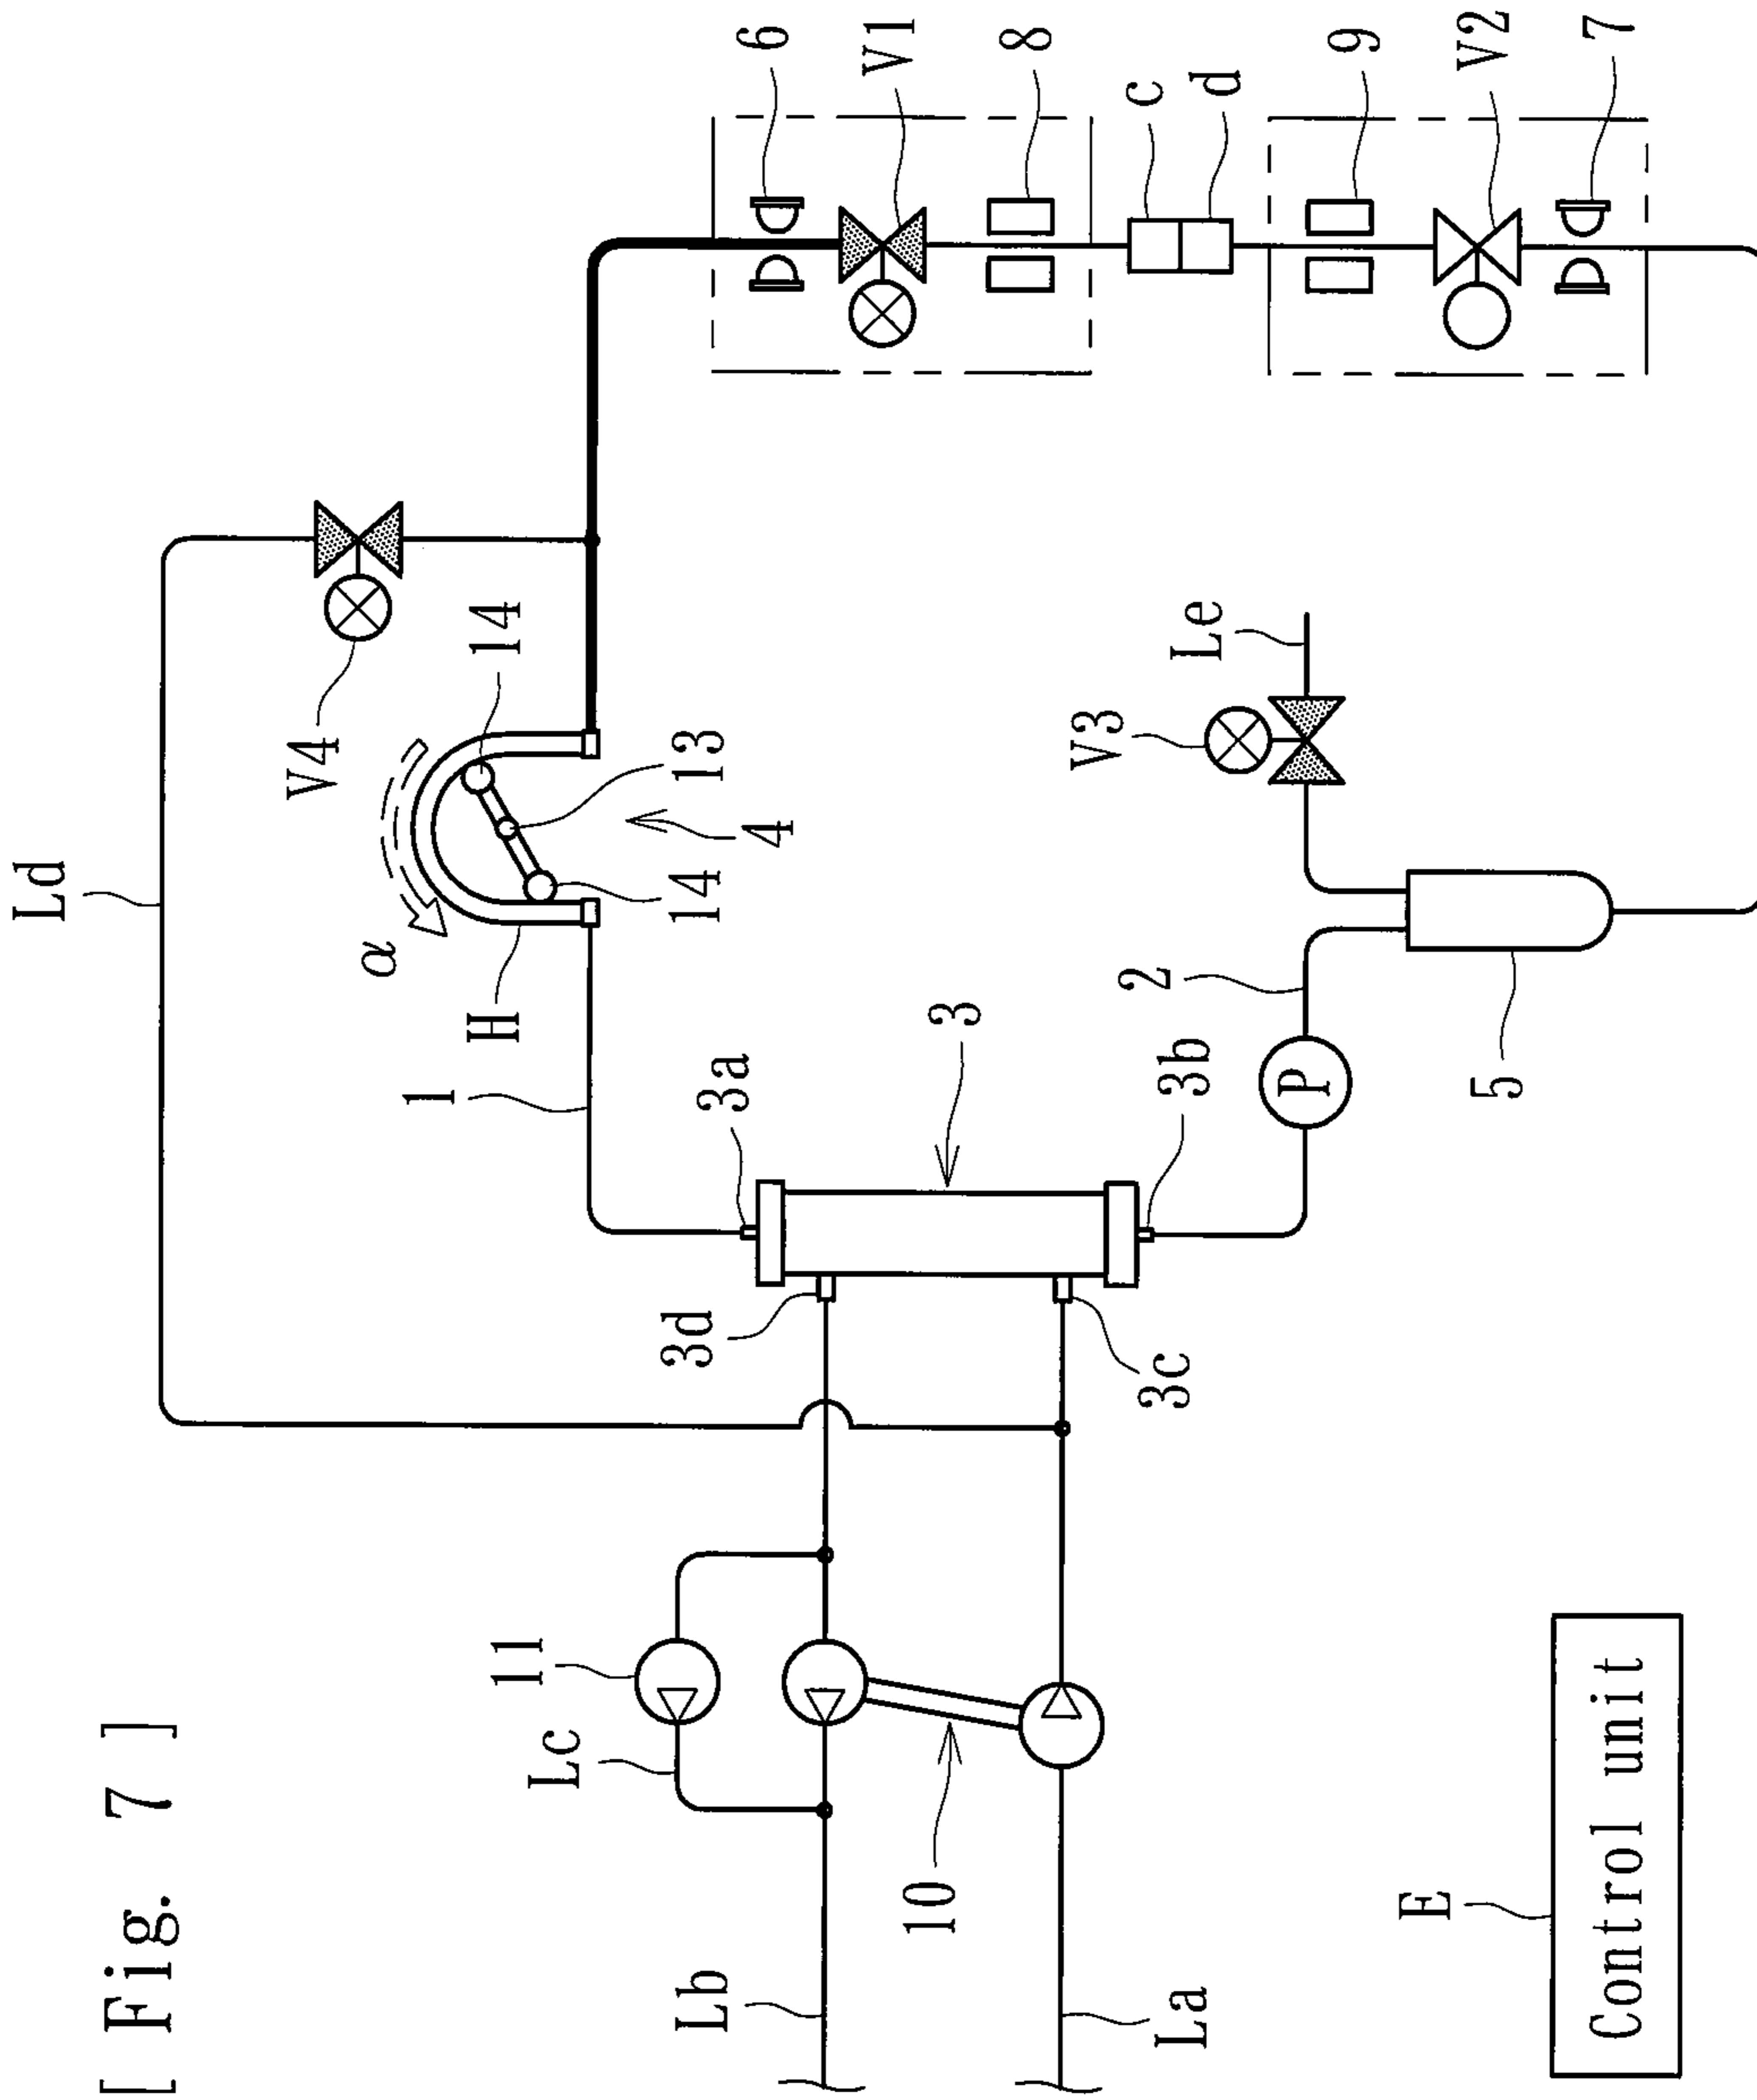 [ Fig. 7 ]
Ld
V4
α
14
H
13
4
14
1
3a
3
3d
3c
3b
P
2
5
Le
V3
6
V1
8
c
d
9
V2
7
11
Lc
10
Lb
La
E
Control unit